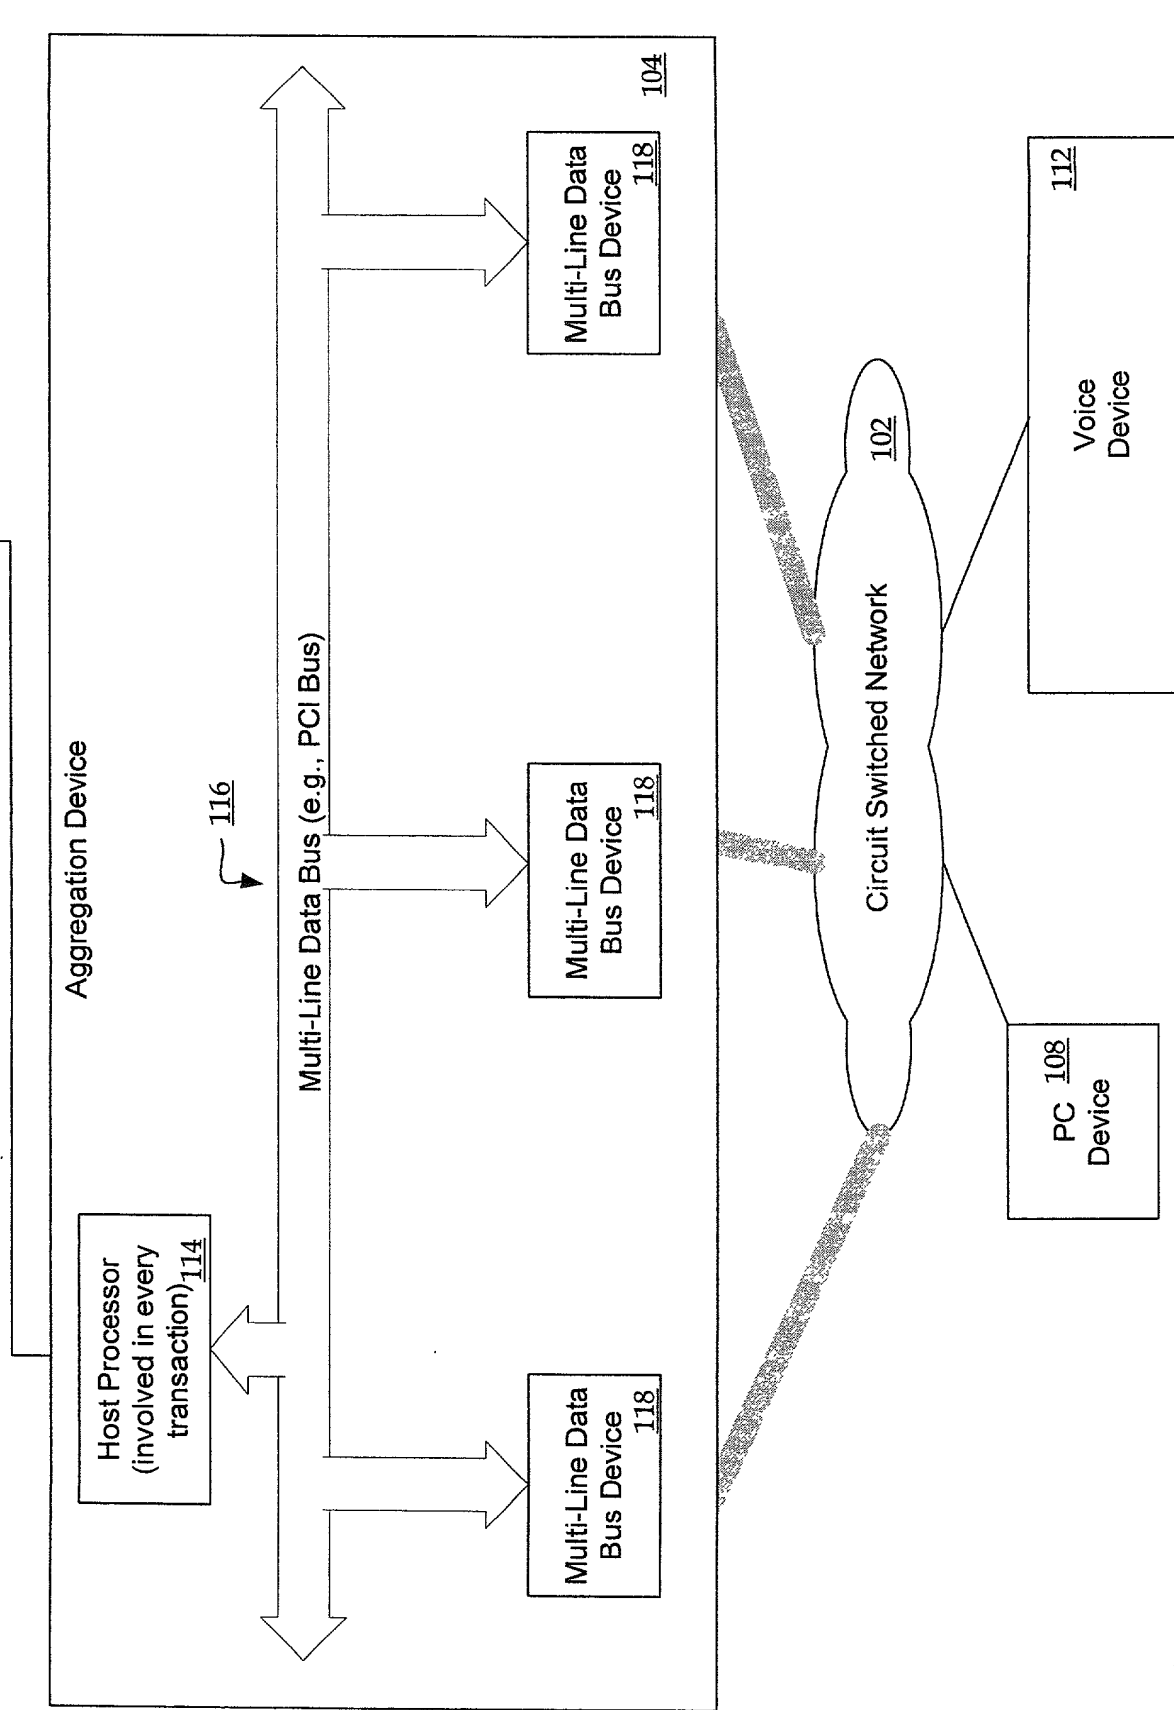 Aggregation Device
104
Host Processor
(involved in every
transaction)
114
116
Multi-Line Data Bus (e.g., PCI Bus)
Multi-Line Data
Bus Device
118
Multi-Line Data
Bus Device
118
Multi-Line Data
Bus Device
118
Circuit Switched Network
102
PC
Device
108
Voice
Device
112